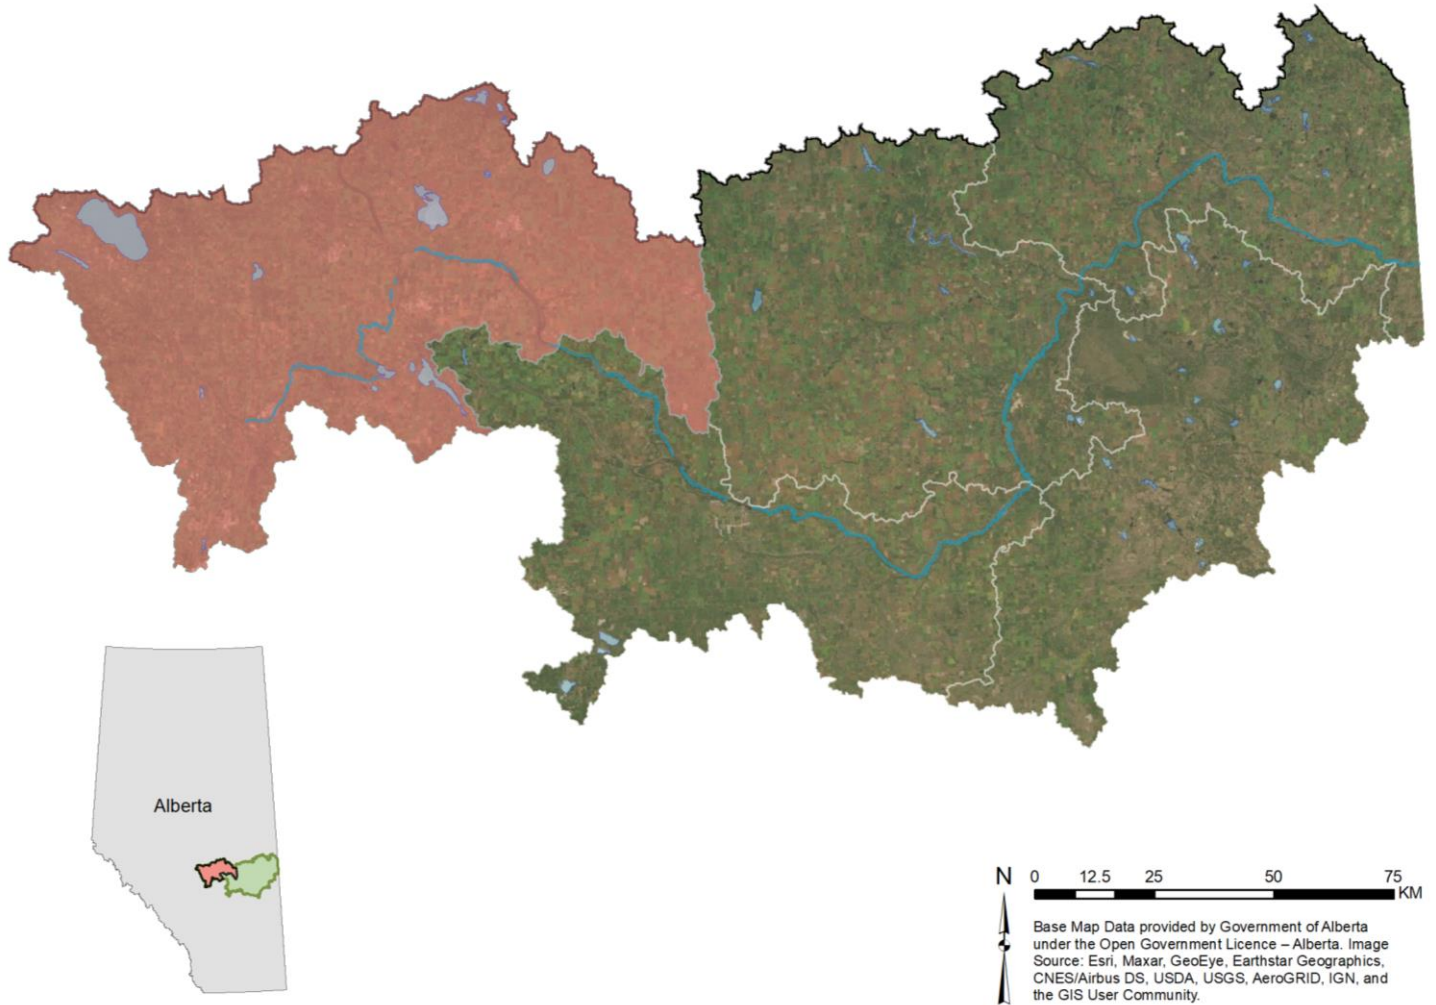 Alberta
N
0 12.5 25 50 75
KM
Base Map Data provided by Government of Alberta
under the Open Government Licence – Alberta. Image
Source: Esri, Maxar, GeoEye, Earthstar Geographics,
CNES/Airbus DS, USDA, USGS, AeroGRID, IGN, and
the GIS User Community.